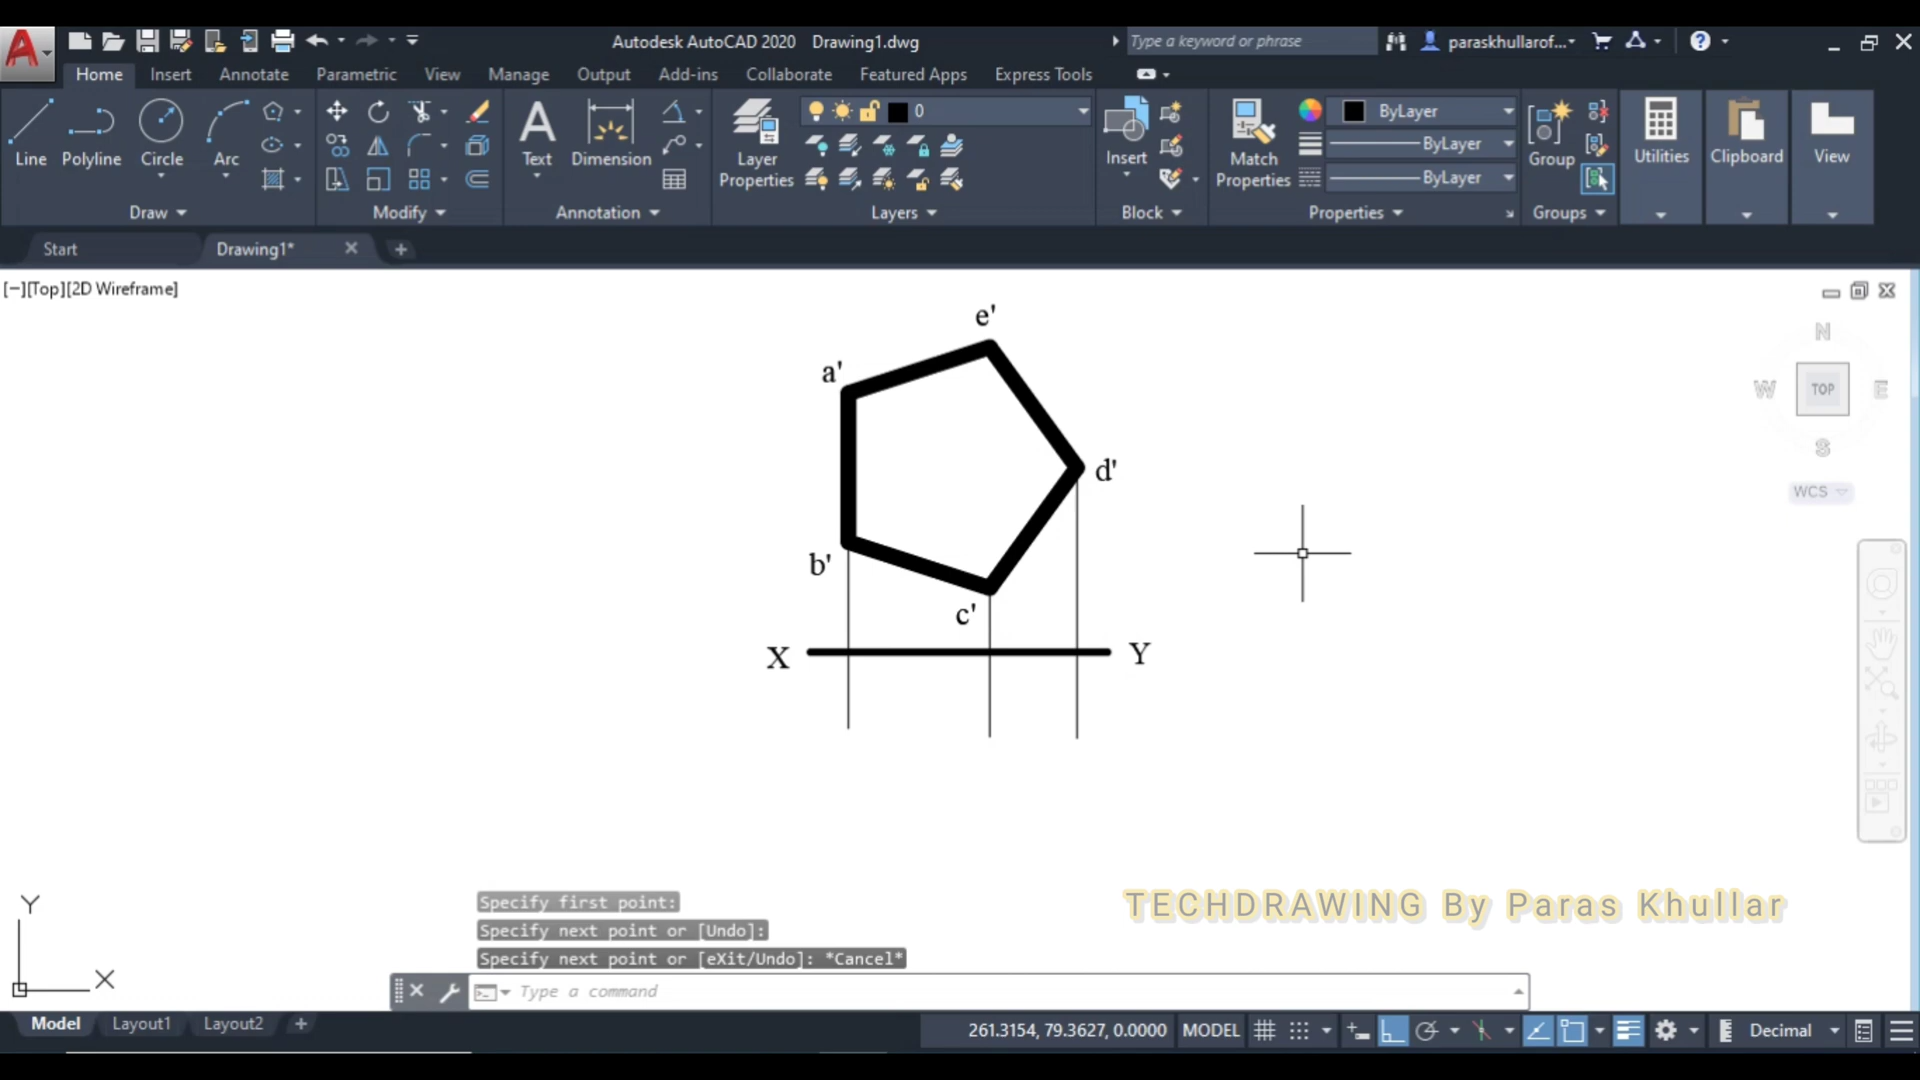 Autodesk AutoCAD 2020 Drawing1.dwg
Type a keyword or phrase
paraskhullarof...
Home Insert Annotate Parametric View Manage Output Add-ins Collaborate Featured Apps Express Tools
0
ByLayer
Line Polyline Circle Arc
Text Dimension
Layer Properties
Insert
Match Properties
ByLayer
ByLayer
Group
Utilities
Clipboard
View
Draw Modify Annotation Layers Block Properties Groups
Start Drawing1*
[−][Top][2D Wireframe]
e'
N
a'
W TOP E
S
d'
WCS
b'
c'
X Y
TECHDRAWING By Paras Khullar
Specify first point:
Specify next point or [Undo]:
Specify next point or [eXit/Undo]: *Cancel*
Y
X
Type a command
Model Layout1 Layout2
261.3154, 79.3627, 0.0000 MODEL Decimal